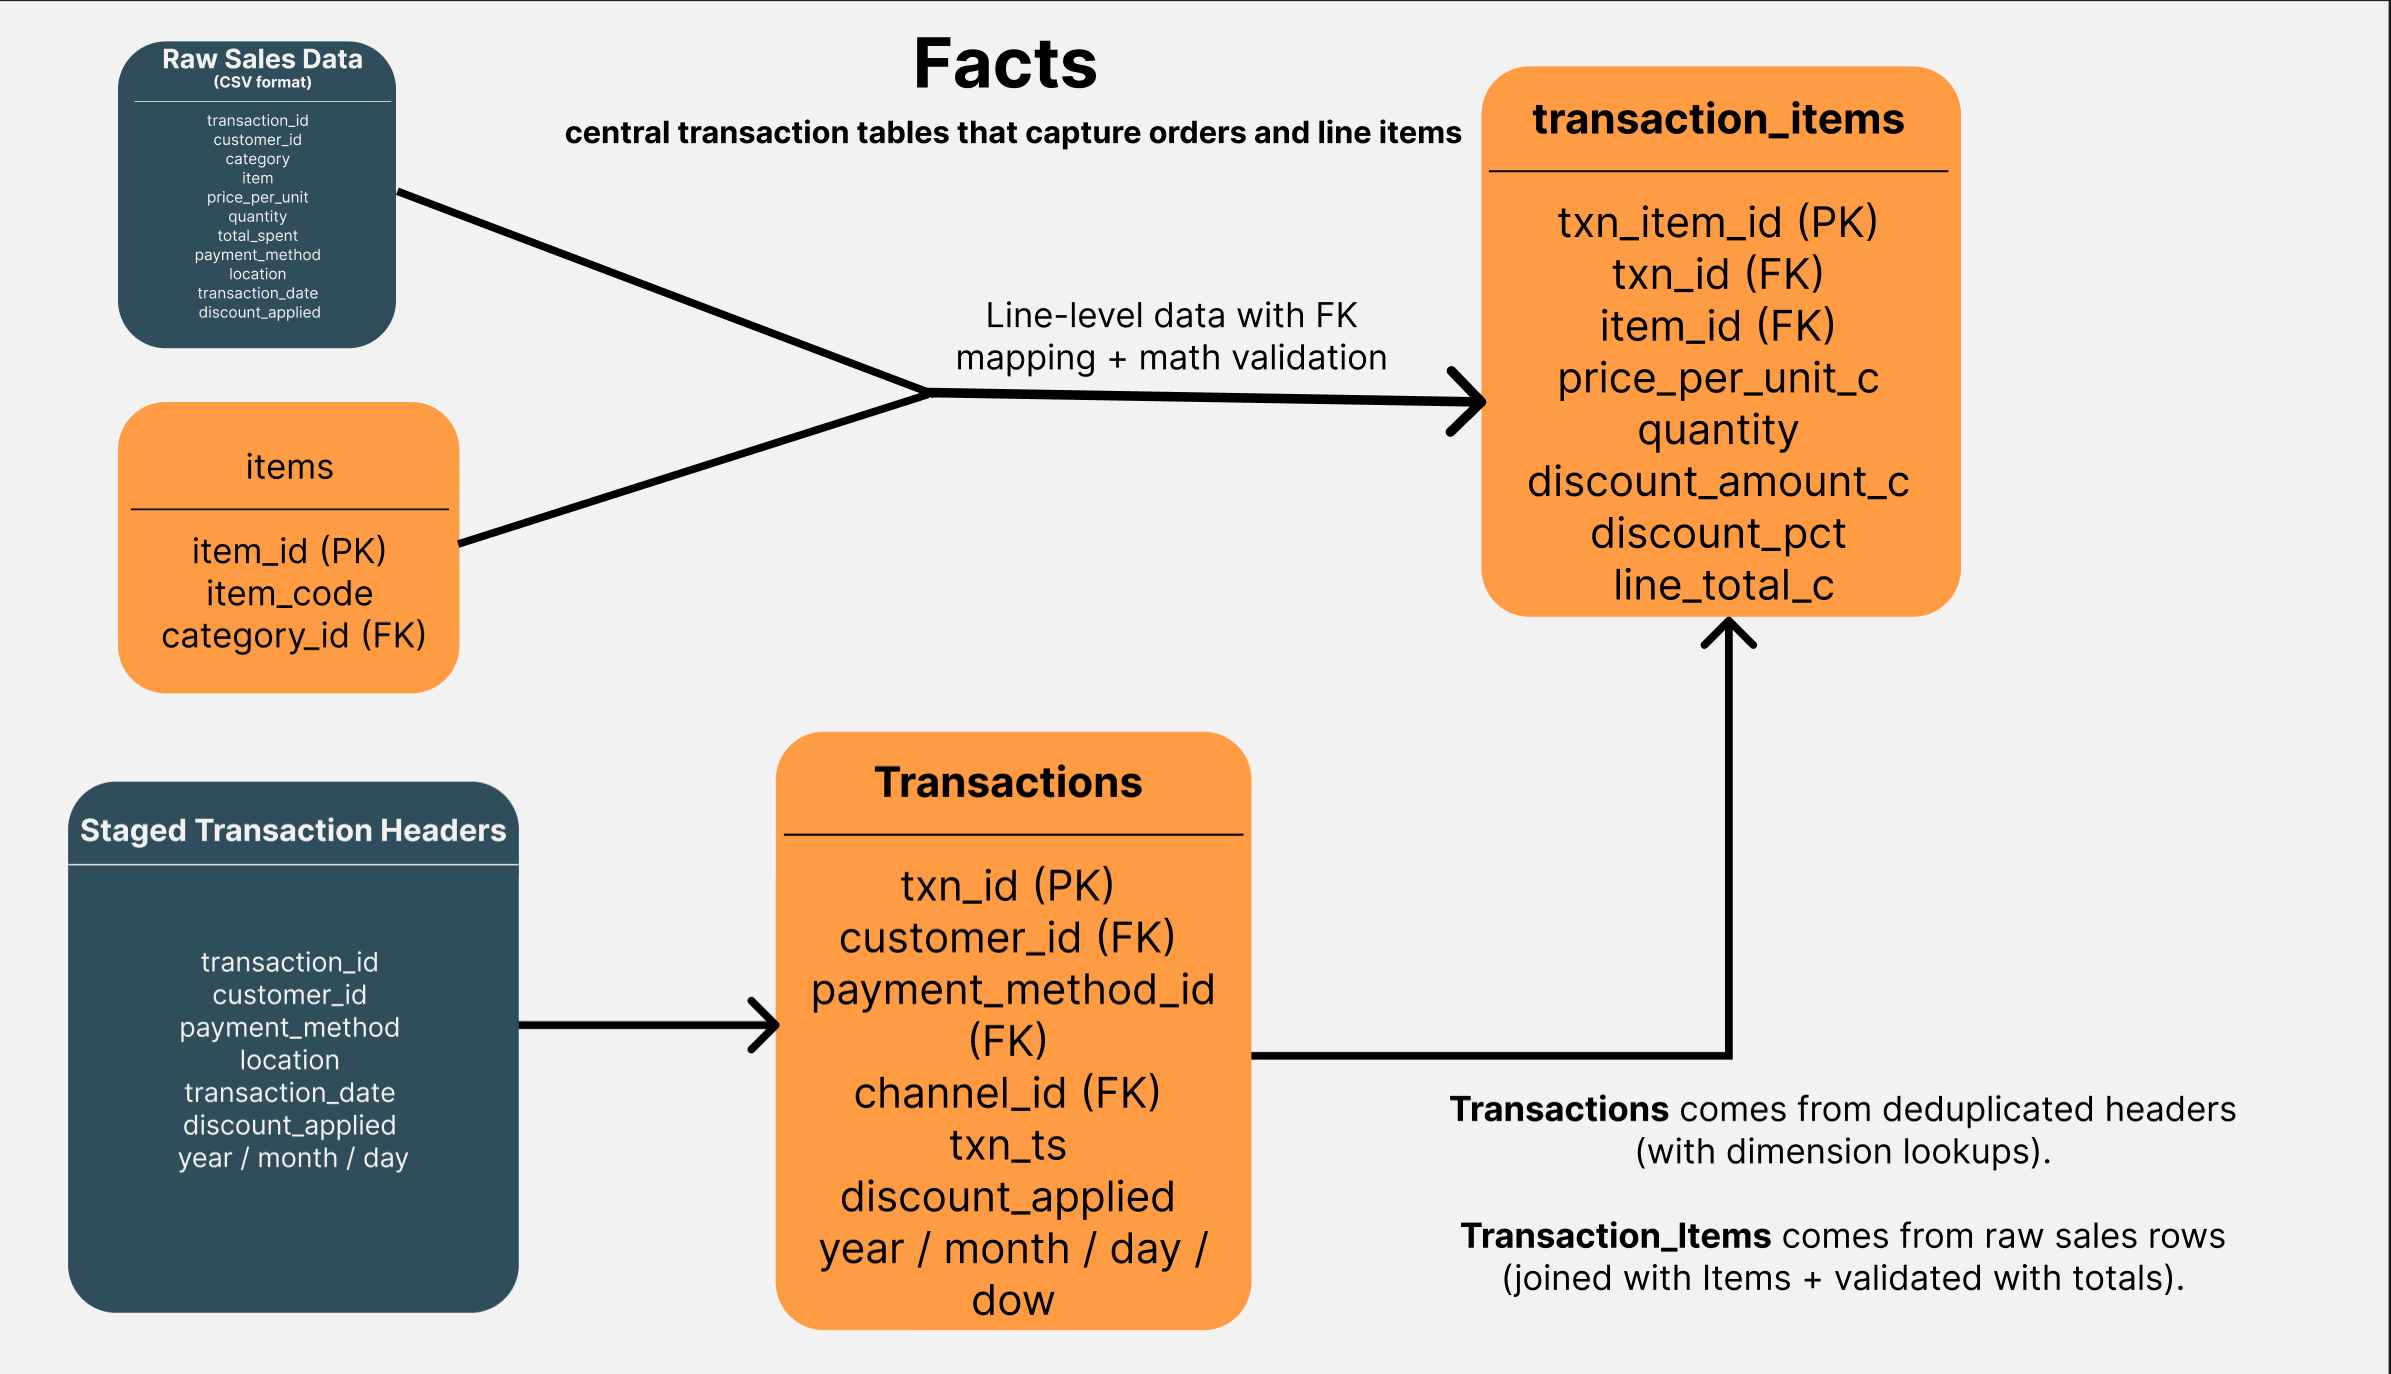 Facts
central transaction tables that capture orders and line items
Raw Sales Data
(CSV format)
transaction_id
customer_id
category
item
price_per_unit
quantity
total_spent
payment_method
location
transaction_date
discount_applied
items
item_id (PK)
item_code
category_id (FK)
Line-level data with FK
mapping + math validation
transaction_items
txn_item_id (PK)
txn_id (FK)
item_id (FK)
price_per_unit_c
quantity
discount_amount_c
discount_pct
line_total_c
Staged Transaction Headers
transaction_id
customer_id
payment_method
location
transaction_date
discount_applied
year / month / day
Transactions
txn_id (PK)
customer_id (FK)
payment_method_id
(FK)
channel_id (FK)
txn_ts
discount_applied
year / month / day /
dow
Transactions comes from deduplicated headers
(with dimension lookups).
Transaction_Items comes from raw sales rows
(joined with Items + validated with totals).